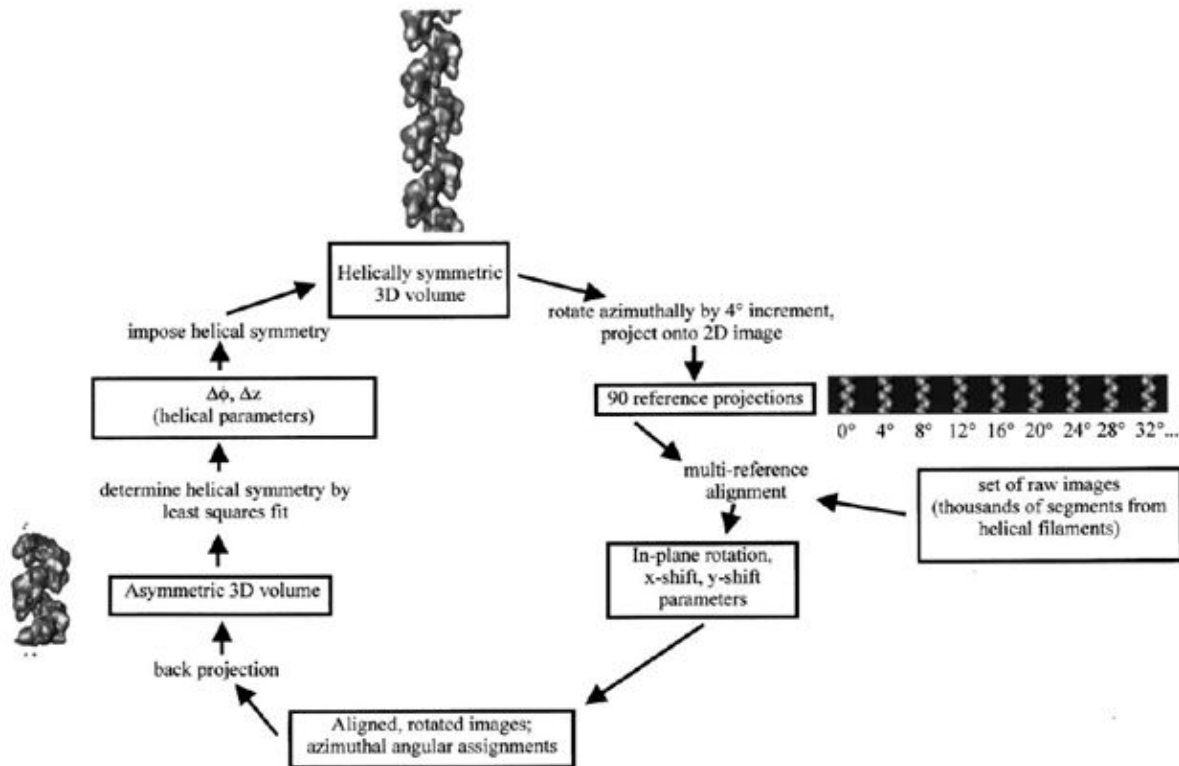 Helically symmetric
3D volume
rotate azimuthally by 4° increment,
project onto 2D image
90 reference projections
0° 4° 8° 12° 16° 20° 24° 28° 32°...
multi-reference
alignment
set of raw images
(thousands of segments from
helical filaments)
In-plane rotation,
x-shift, y-shift
parameters
Aligned, rotated images;
azimuthal angular assignments
back projection
Asymmetric 3D volume
determine helical symmetry by
least squares fit
Δϕ, Δz
(helical parameters)
impose helical symmetry